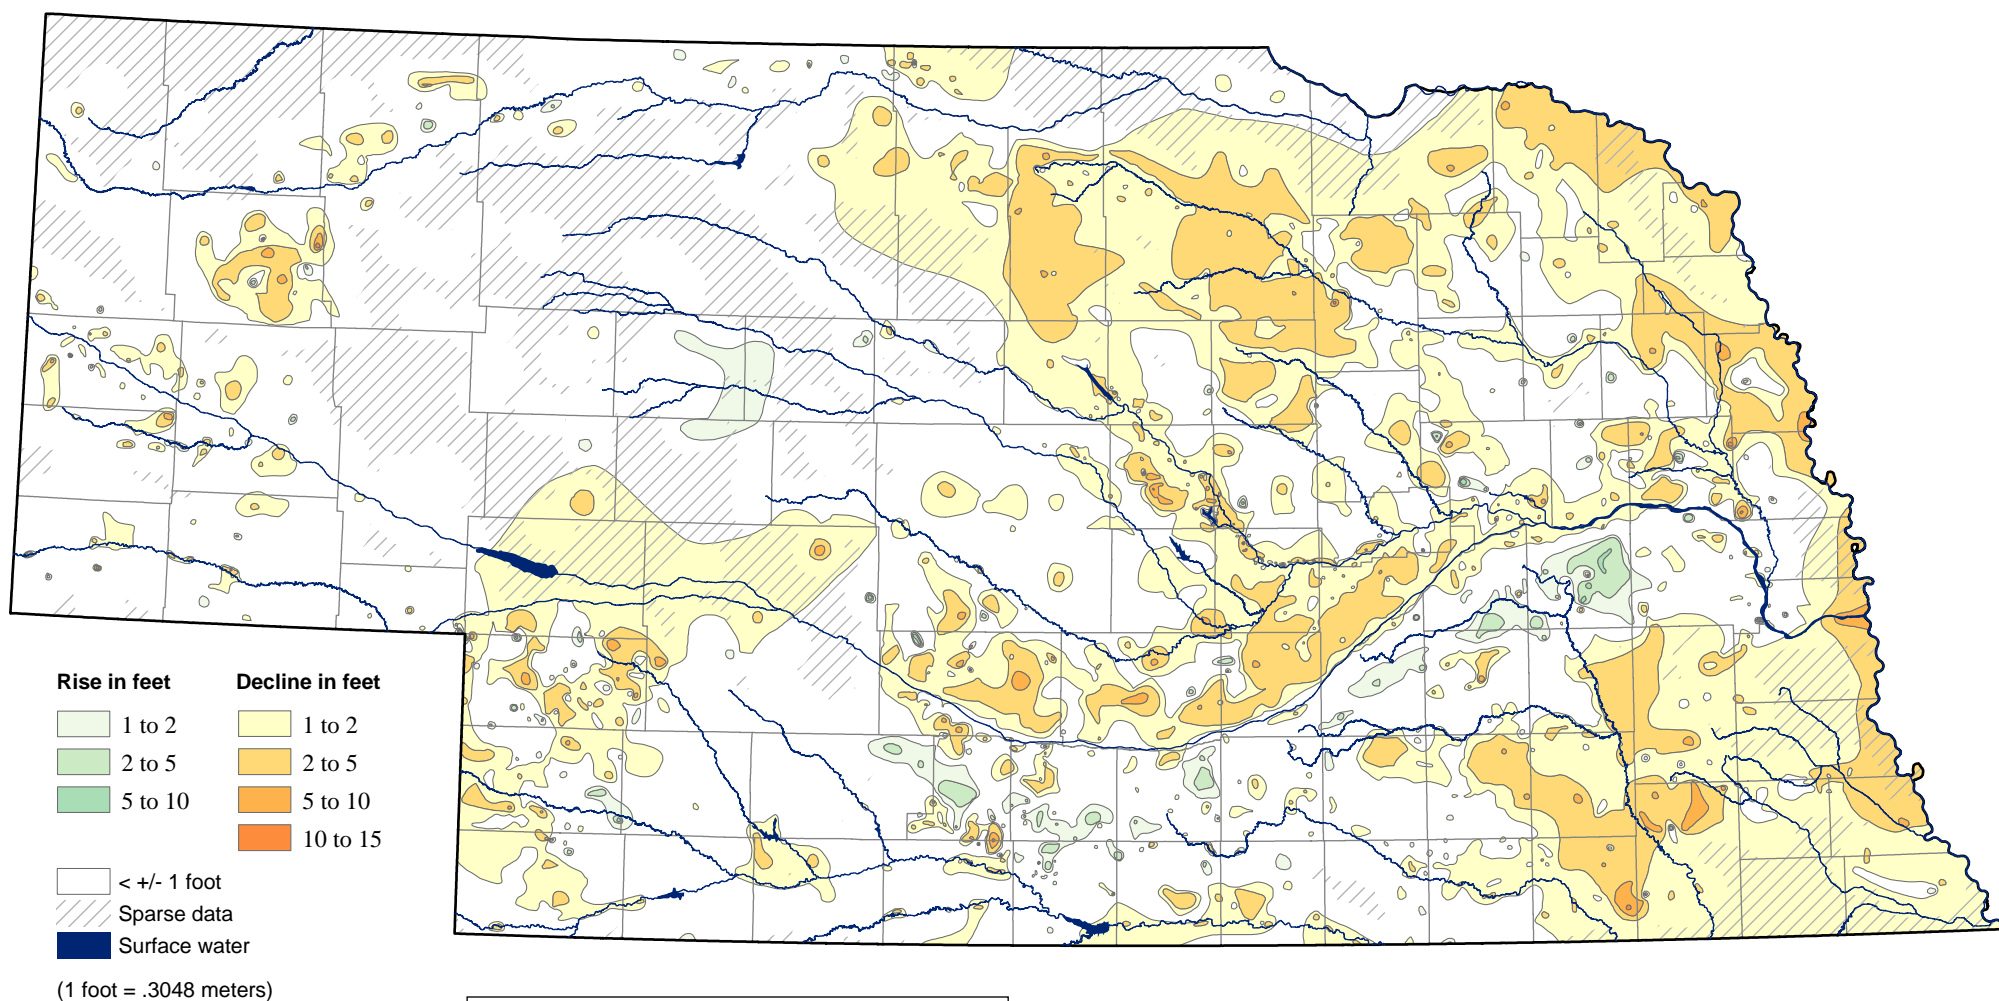 Rise in feet
Decline in feet
1 to 2
1 to 2
2 to 5
2 to 5
5 to 10
5 to 10
10 to 15
< +/- 1 foot
Sparse data
Surface water
(1 foot = .3048 meters)